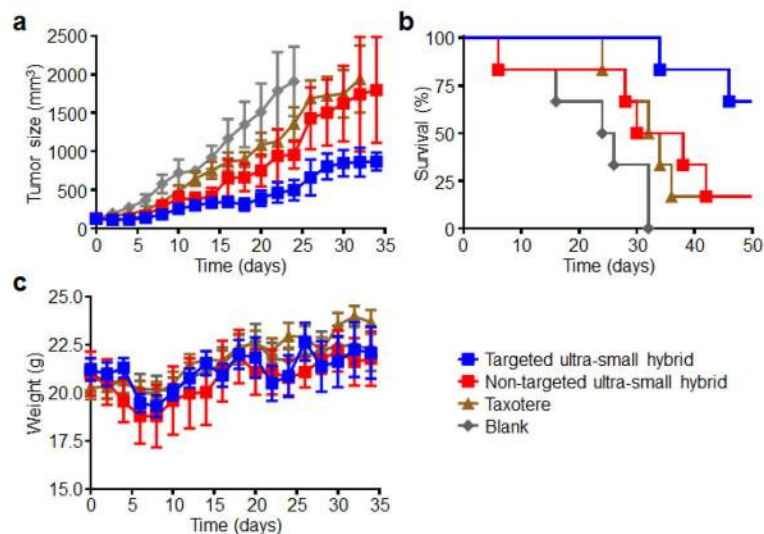 a
Tumor size (mm³)
2500
2000
1500
1000
500
0
0 5 10 15 20 25 30 35
Time (days)
b
Survival (%)
100
75
50
25
0
0 10 20 30 40 50
Time (days)
c
Weight (g)
25.0
22.5
20.0
17.5
15.0
0 5 10 15 20 25 30 35
Time (days)
Targeted ultra-small hybrid
Non-targeted ultra-small hybrid
Taxotere
Blank